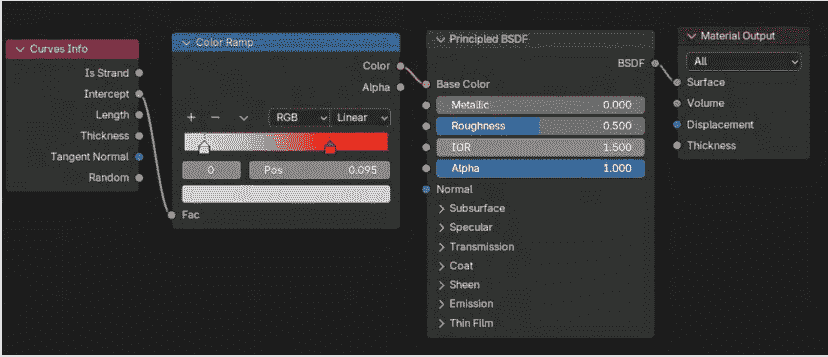 Curves Info
Is Strand
Intercept
Length
Thickness
Tangent Normal
Random
Color Ramp
Color
Alpha
+ −
RGB
Linear
0
Pos 0.095
Fac
Principled BSDF
BSDF
Base Color
Metallic 0.000
Roughness 0.500
IOR 1.500
Alpha 1.000
Normal
Subsurface
Specular
Transmission
Coat
Sheen
Emission
Thin Film
Material Output
All
Surface
Volume
Displacement
Thickness